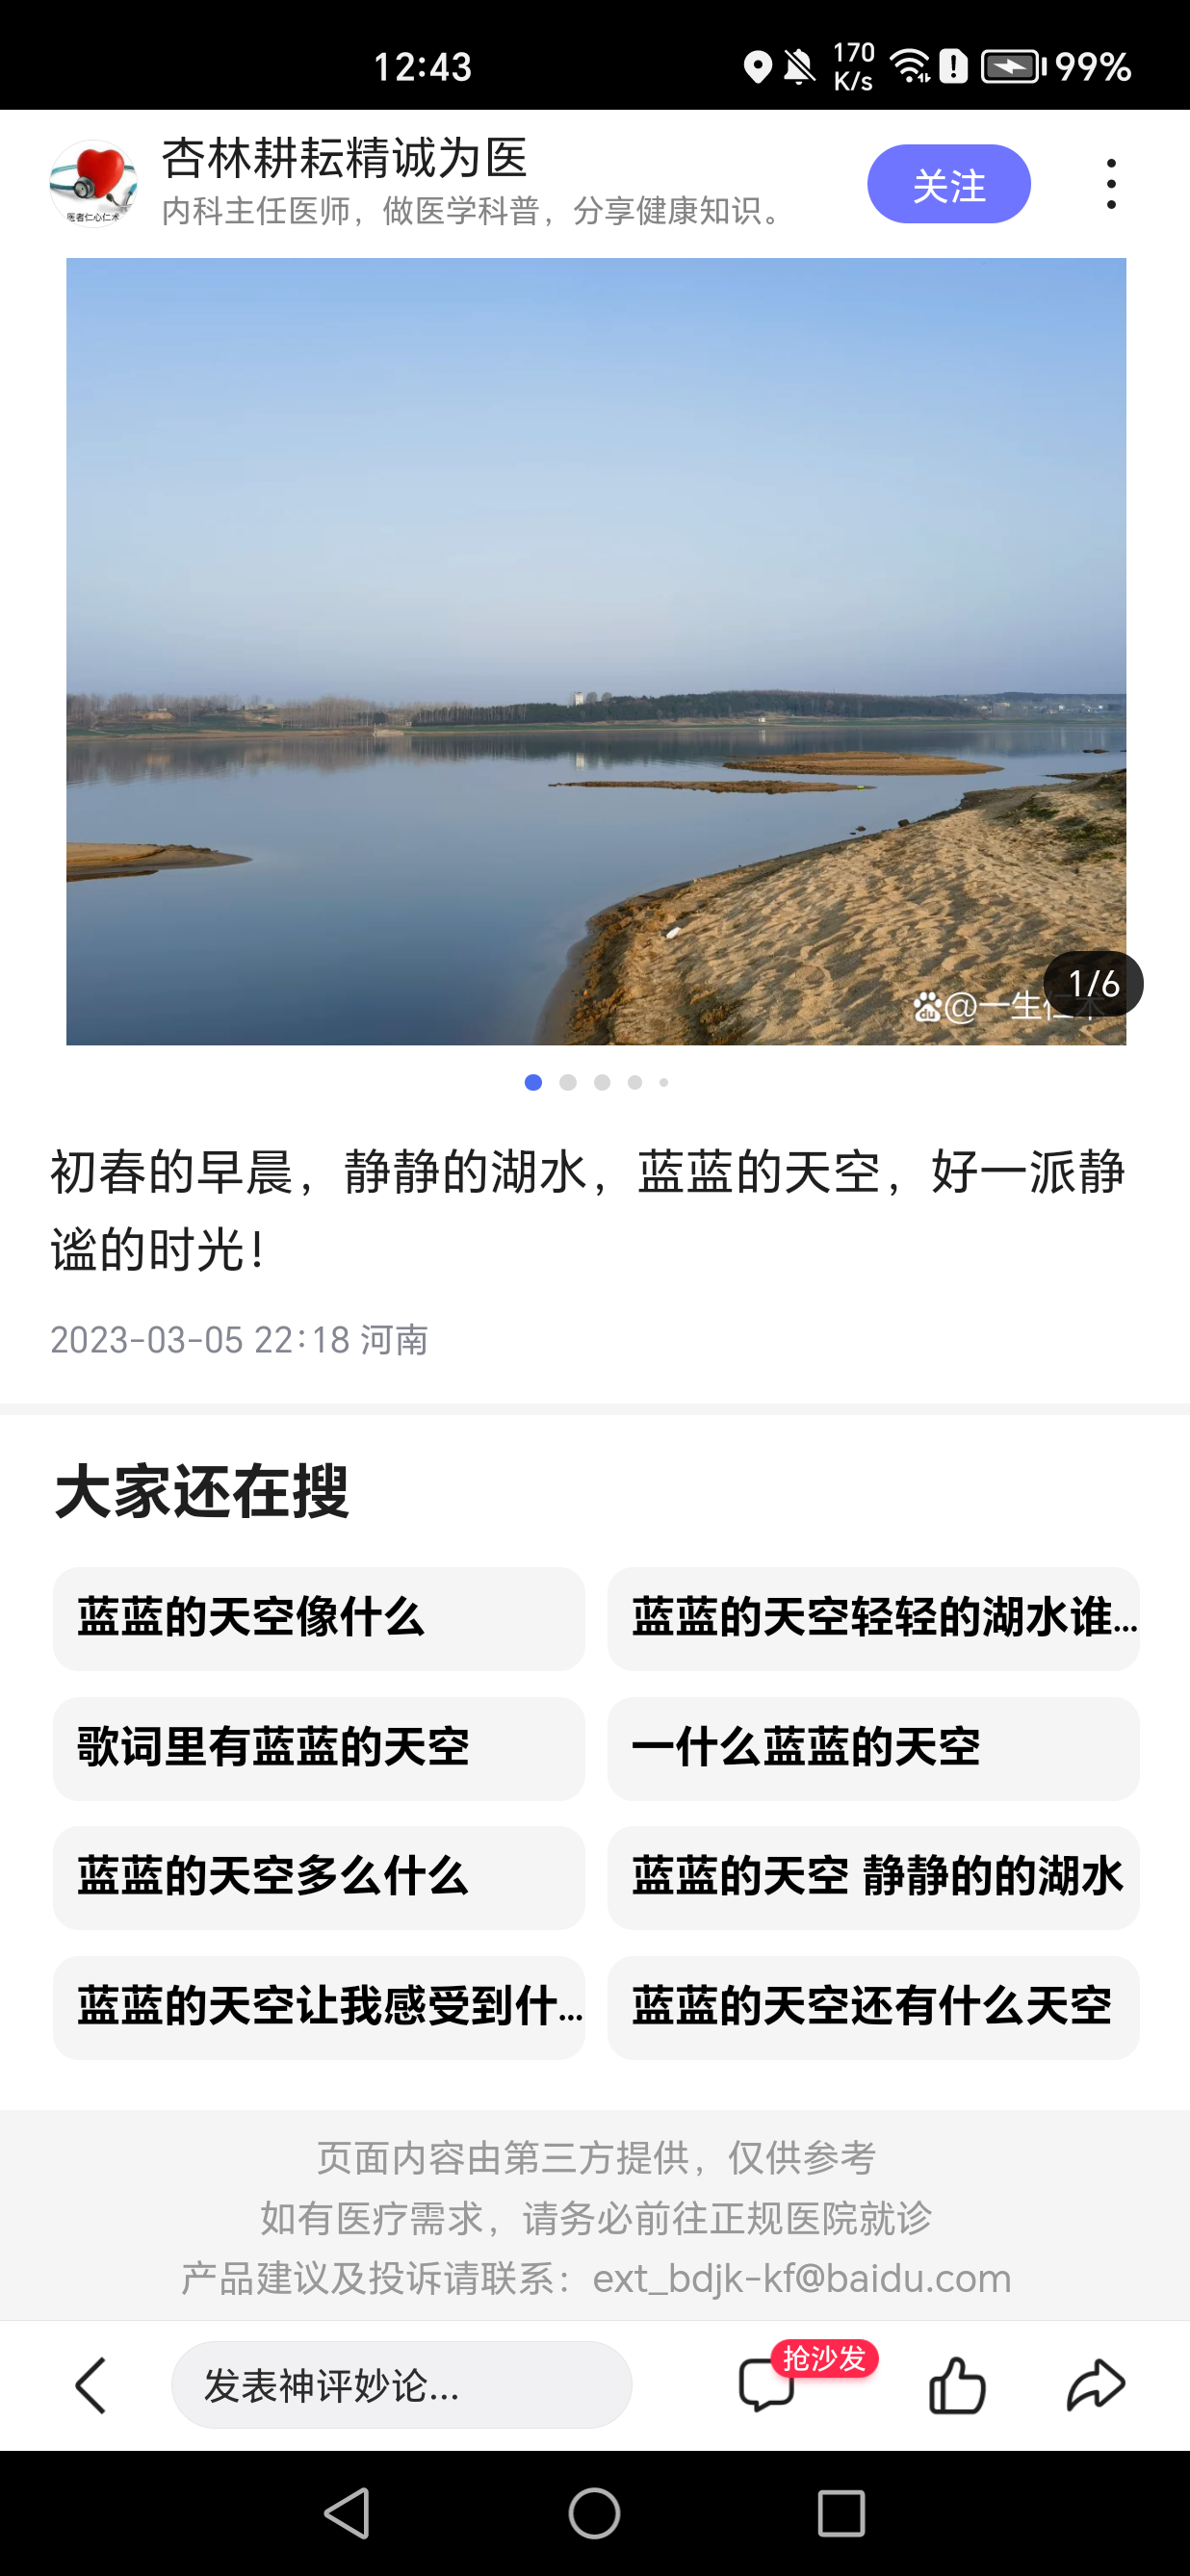 12:43
170
K/s
99%
杏林耕耘精诚为医
关注
内科主任医师，做医学科普，分享健康知识。
医者仁心仁术
1/6
du @一生仁术
初春的早晨，静静的湖水，蓝蓝的天空，好一派静
谧的时光！
2023-03-05 22:18 河南
大家还在搜
蓝蓝的天空像什么
蓝蓝的天空轻轻的湖水谁...
歌词里有蓝蓝的天空
一什么蓝蓝的天空
蓝蓝的天空多么什么
蓝蓝的天空 静静的的湖水
蓝蓝的天空让我感受到什...
蓝蓝的天空还有什么天空
页面内容由第三方提供，仅供参考
如有医疗需求，请务必前往正规医院就诊
产品建议及投诉请联系：ext_bdjk-kf@baidu.com
发表神评妙论...
抢沙发